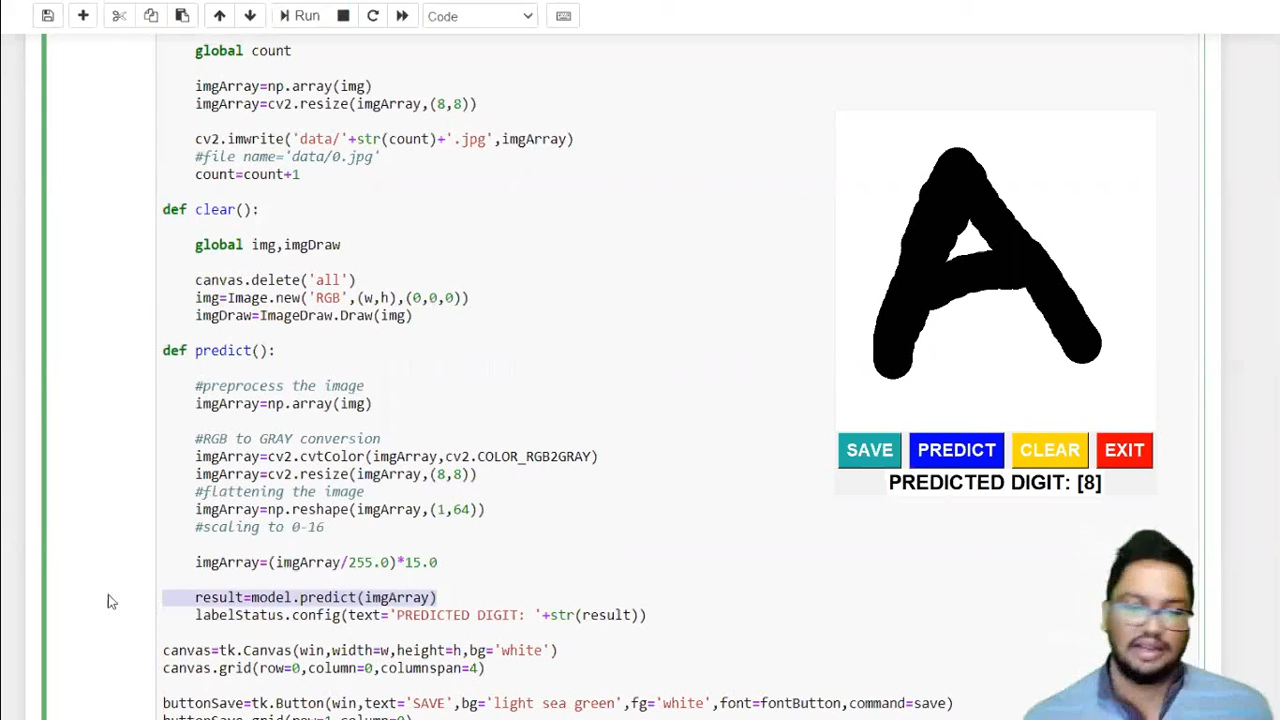 Run
Code
global count
imgArray=np.array(img)
imgArray=cv2.resize(imgArray,(8,8))
cv2.imwrite('data/'+str(count)+'.jpg',imgArray)
#file name='data/0.jpg'
count=count+1
def clear():
global img,imgDraw
canvas.delete('all')
img=Image.new('RGB',(w,h),(0,0,0))
imgDraw=ImageDraw.Draw(img)
def predict():
#preprocess the image
imgArray=np.array(img)
#RGB to GRAY conversion
imgArray=cv2.cvtColor(imgArray,cv2.COLOR_RGB2GRAY)
imgArray=cv2.resize(imgArray,(8,8))
#flattening the image
imgArray=np.reshape(imgArray,(1,64))
#scaling to 0-16
imgArray=(imgArray/255.0)*15.0
result=model.predict(imgArray)
labelStatus.config(text='PREDICTED DIGIT: '+str(result))
canvas=tk.Canvas(win,width=w,height=h,bg='white')
canvas.grid(row=0,column=0,columnspan=4)
buttonSave=tk.Button(win,text='SAVE',bg='light sea green',fg='white',font=fontButton,command=save)
buttonSave.grid(row=1,column=0)
A
SAVE PREDICT CLEAR EXIT
PREDICTED DIGIT: [8]